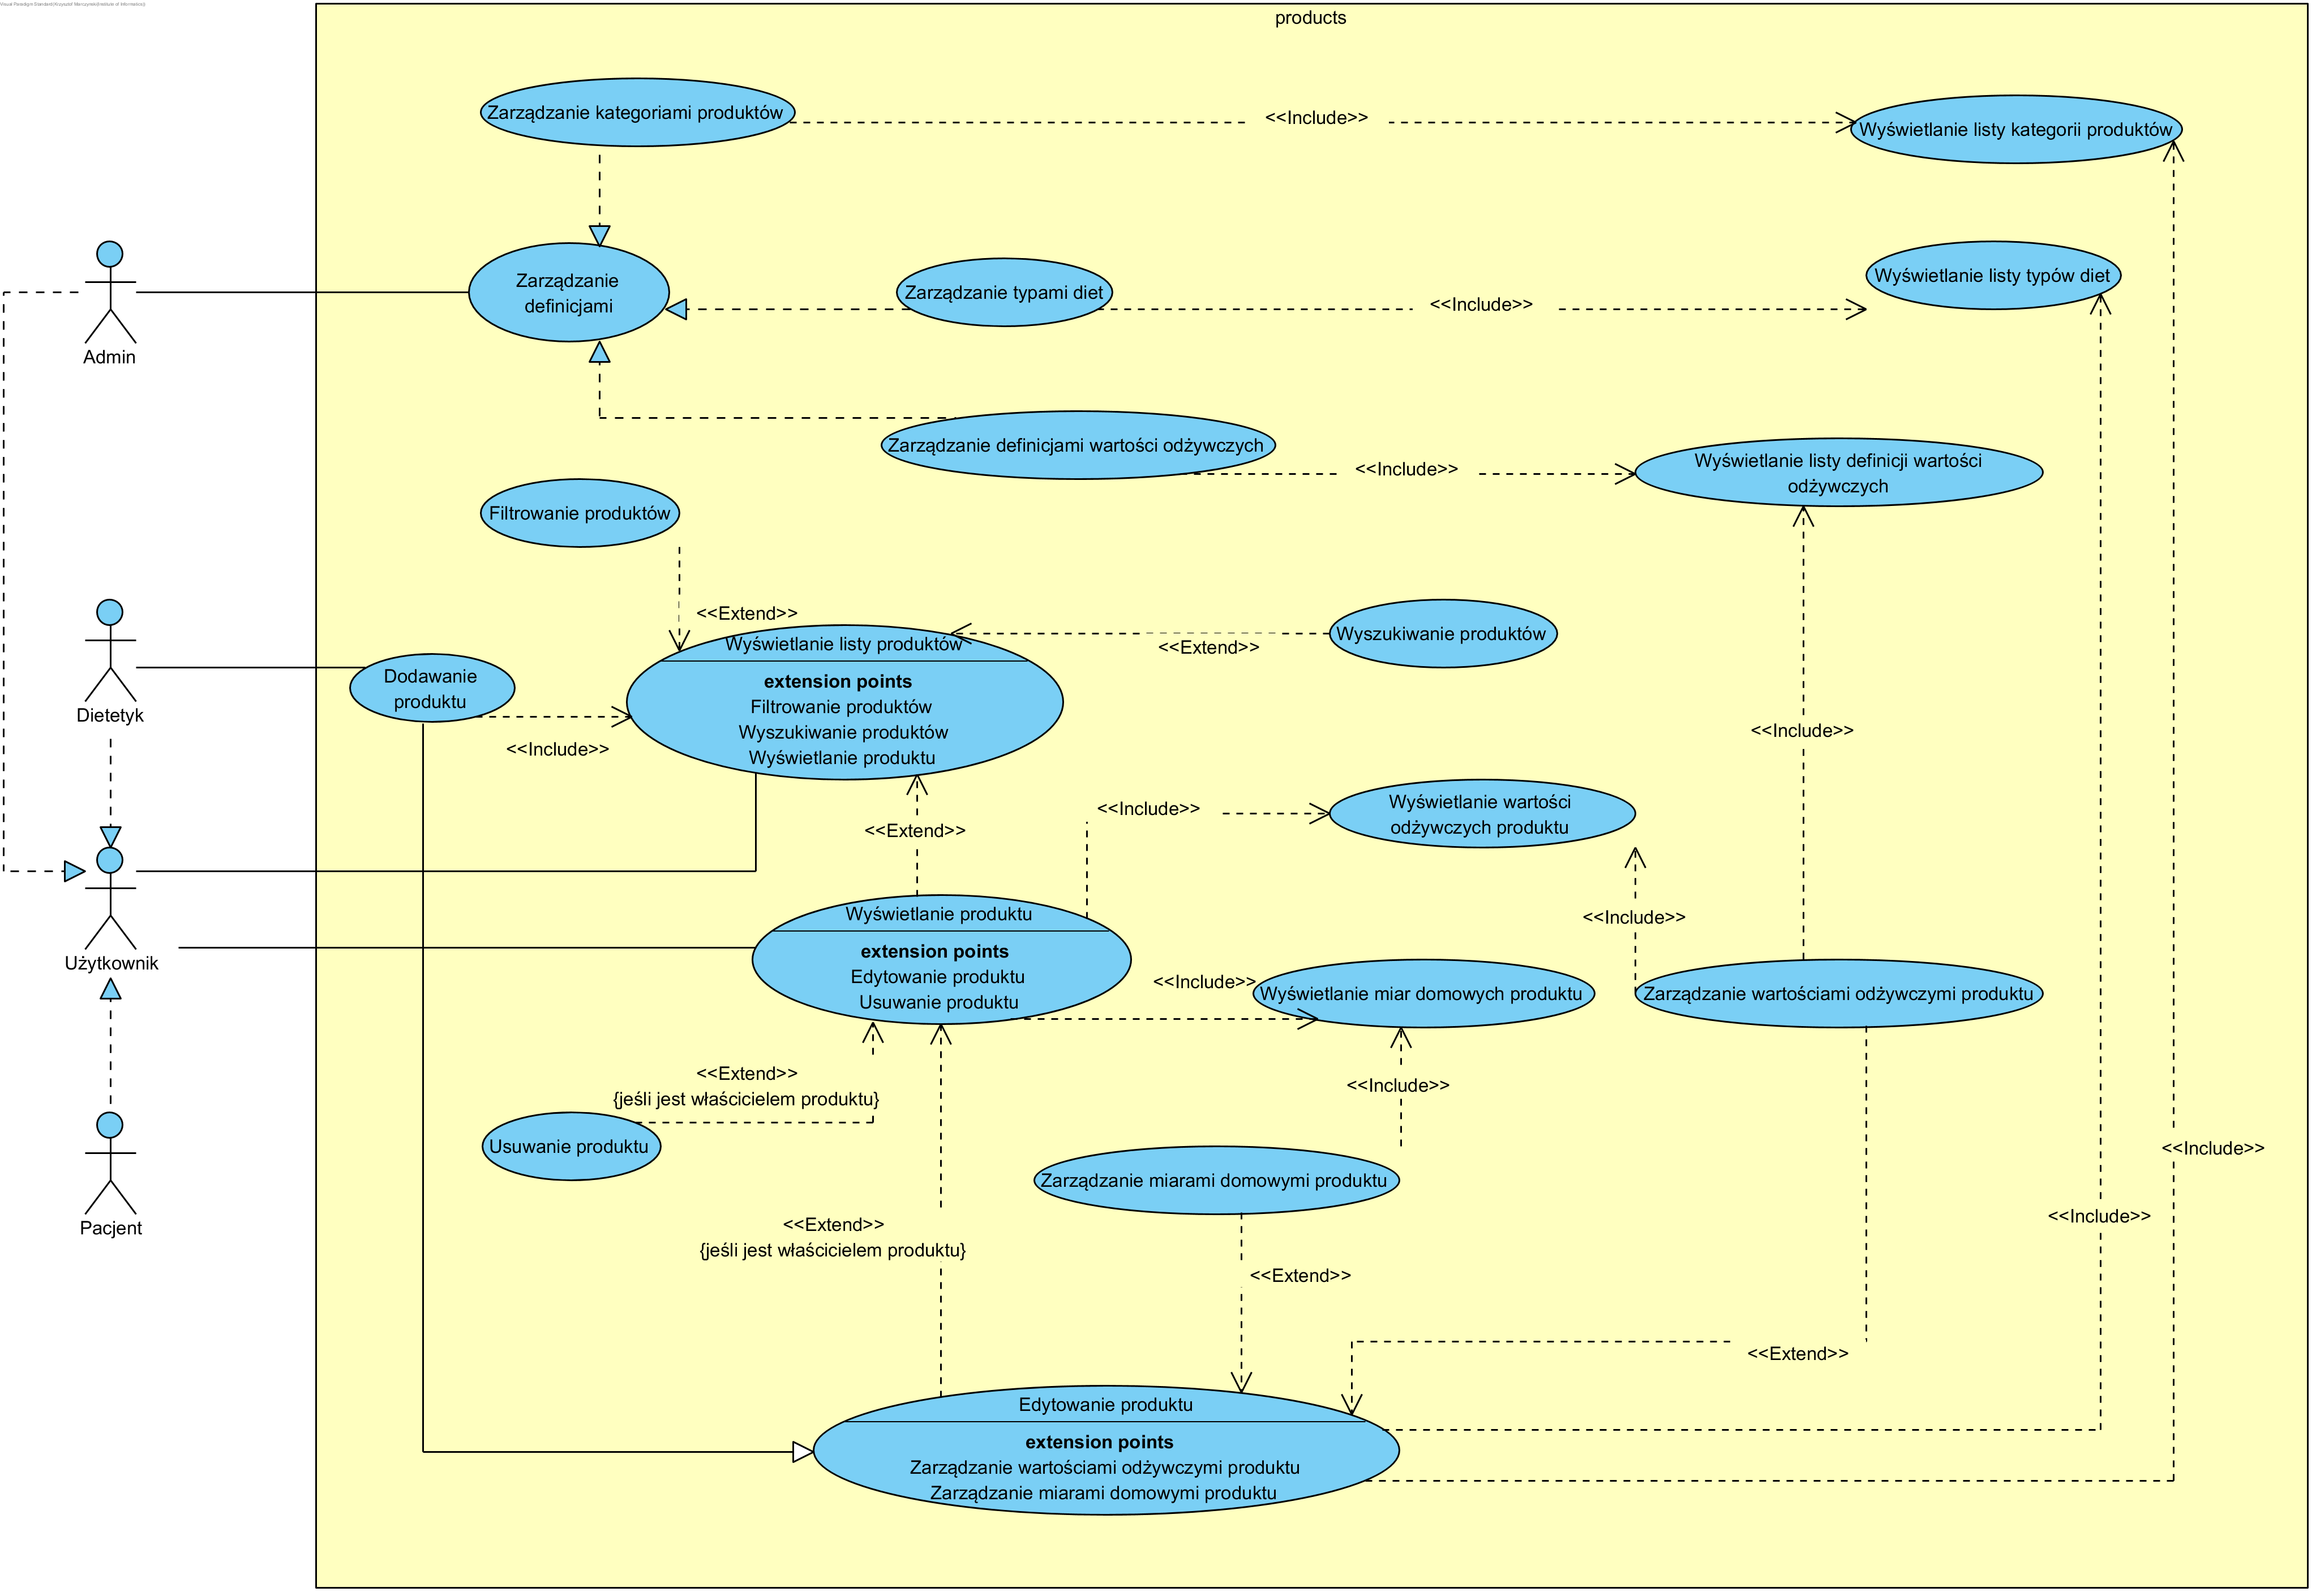 Visual Paradigm Standard(Krzysztof Marczynski(Institute of Informatics))
products
Zarządzanie kategoriami produktów
<<Include>>
Wyświetlanie listy kategorii produktów
Admin
Zarządzanie
definicjami
Zarządzanie typami diet
<<Include>>
Wyświetlanie listy typów diet
Zarządzanie definicjami wartości odżywczych
<<Include>>
Wyświetlanie listy definicji wartości
odżywczych
Filtrowanie produktów
<<Extend>>
Wyszukiwanie produktów
<<Extend>>
Dietetyk
Dodawanie
produktu
<<Include>>
Wyświetlanie listy produktów
extension points
Filtrowanie produktów
Wyszukiwanie produktów
Wyświetlanie produktu
<<Include>>
<<Extend>>
<<Include>>
Wyświetlanie wartości
odżywczych produktu
<<Include>>
Użytkownik
Wyświetlanie produktu
extension points
Edytowanie produktu
Usuwanie produktu
<<Include>>
Wyświetlanie miar domowych produktu
Zarządzanie wartościami odżywczymi produktu
<<Extend>>
{jeśli jest właścicielem produktu}
<<Include>>
Usuwanie produktu
<<Include>>
Zarządzanie miarami domowymi produktu
Pacjent
<<Extend>>
{jeśli jest właścicielem produktu}
<<Include>>
<<Extend>>
<<Extend>>
Edytowanie produktu
extension points
Zarządzanie wartościami odżywczymi produktu
Zarządzanie miarami domowymi produktu